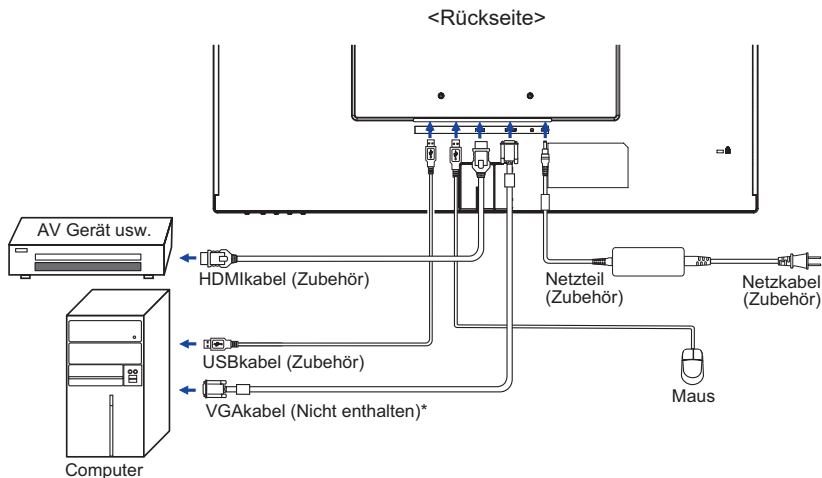 <Rückseite>
AV Gerät usw.
HDMIkabel (Zubehör)
Netzteil
(Zubehör)
Netzkabel
(Zubehör)
USBkabel (Zubehör)
VGAkabel (Nicht enthalten)*
Maus
Computer